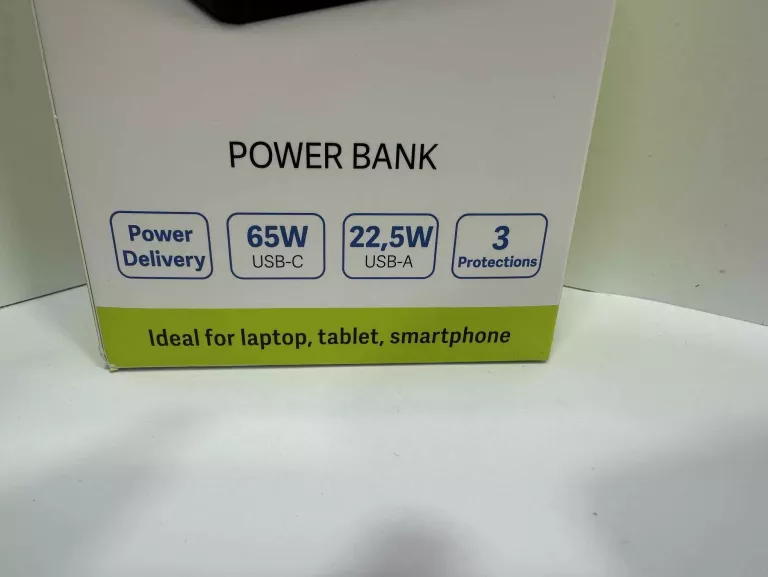 POWER BANK
Power
Delivery
65W
USB-C
22,5W
USB-A
3
Protections
Ideal for laptop, tablet, smartphone